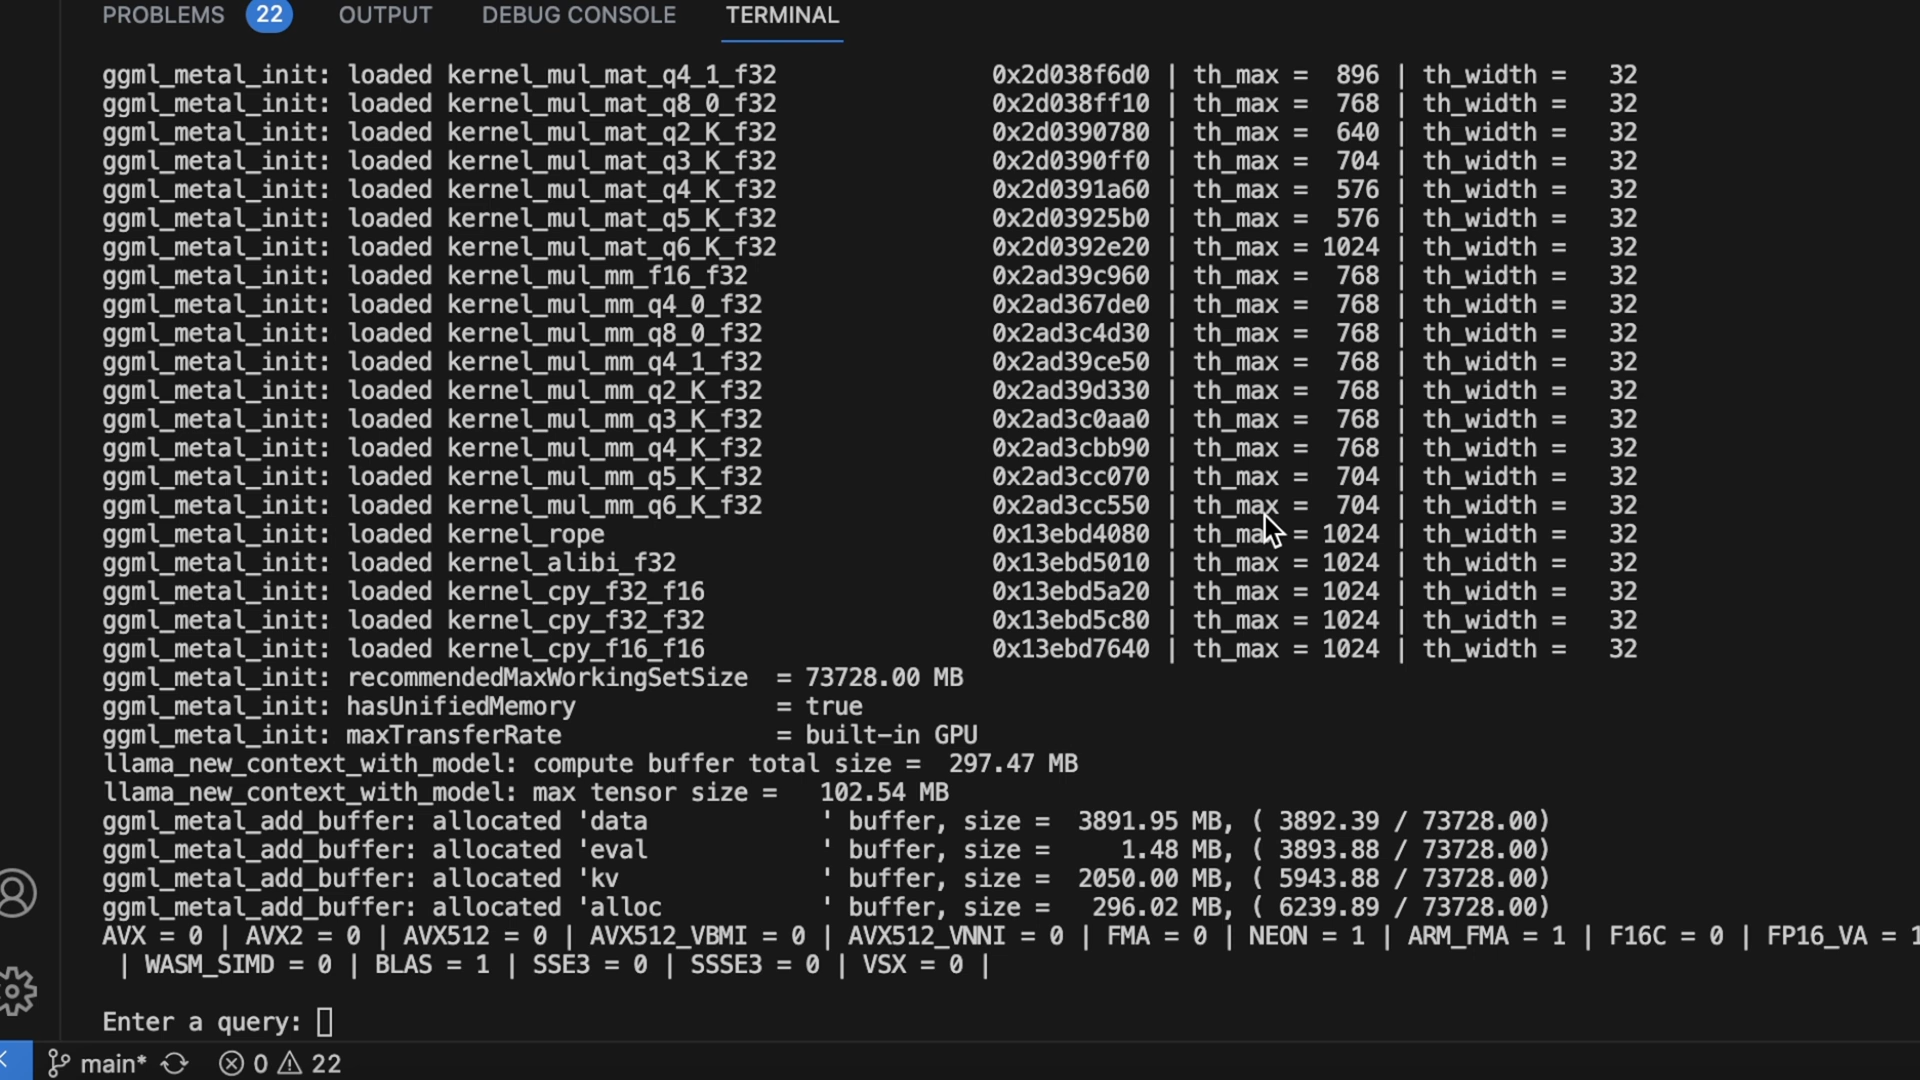 PROBLEMS 22 OUTPUT DEBUG CONSOLE TERMINAL
ggml_metal_init: loaded kernel_mul_mat_q4_1_f32 0x2d038f6d0 | th_max = 896 | th_width = 32
ggml_metal_init: loaded kernel_mul_mat_q8_0_f32 0x2d038ff10 | th_max = 768 | th_width = 32
ggml_metal_init: loaded kernel_mul_mat_q2_K_f32 0x2d0390780 | th_max = 640 | th_width = 32
ggml_metal_init: loaded kernel_mul_mat_q3_K_f32 0x2d0390ff0 | th_max = 704 | th_width = 32
ggml_metal_init: loaded kernel_mul_mat_q4_K_f32 0x2d0391a60 | th_max = 576 | th_width = 32
ggml_metal_init: loaded kernel_mul_mat_q5_K_f32 0x2d03925b0 | th_max = 576 | th_width = 32
ggml_metal_init: loaded kernel_mul_mat_q6_K_f32 0x2d0392e20 | th_max = 1024 | th_width = 32
ggml_metal_init: loaded kernel_mul_mm_f16_f32 0x2ad39c960 | th_max = 768 | th_width = 32
ggml_metal_init: loaded kernel_mul_mm_q4_0_f32 0x2ad367de0 | th_max = 768 | th_width = 32
ggml_metal_init: loaded kernel_mul_mm_q8_0_f32 0x2ad3c4d30 | th_max = 768 | th_width = 32
ggml_metal_init: loaded kernel_mul_mm_q4_1_f32 0x2ad39ce50 | th_max = 768 | th_width = 32
ggml_metal_init: loaded kernel_mul_mm_q2_K_f32 0x2ad39d330 | th_max = 768 | th_width = 32
ggml_metal_init: loaded kernel_mul_mm_q3_K_f32 0x2ad3c0aa0 | th_max = 768 | th_width = 32
ggml_metal_init: loaded kernel_mul_mm_q4_K_f32 0x2ad3cbb90 | th_max = 768 | th_width = 32
ggml_metal_init: loaded kernel_mul_mm_q5_K_f32 0x2ad3cc070 | th_max = 704 | th_width = 32
ggml_metal_init: loaded kernel_mul_mm_q6_K_f32 0x2ad3cc550 | th_max = 704 | th_width = 32
ggml_metal_init: loaded kernel_rope 0x13ebd4080 | th_max = 1024 | th_width = 32
ggml_metal_init: loaded kernel_alibi_f32 0x13ebd5010 | th_max = 1024 | th_width = 32
ggml_metal_init: loaded kernel_cpy_f32_f16 0x13ebd5a20 | th_max = 1024 | th_width = 32
ggml_metal_init: loaded kernel_cpy_f32_f32 0x13ebd5c80 | th_max = 1024 | th_width = 32
ggml_metal_init: loaded kernel_cpy_f16_f16 0x13ebd7640 | th_max = 1024 | th_width = 32
ggml_metal_init: recommendedMaxWorkingSetSize = 73728.00 MB
ggml_metal_init: hasUnifiedMemory = true
ggml_metal_init: maxTransferRate = built-in GPU
llama_new_context_with_model: compute buffer total size = 297.47 MB
llama_new_context_with_model: max tensor size = 102.54 MB
ggml_metal_add_buffer: allocated 'data ' buffer, size = 3891.95 MB, ( 3892.39 / 73728.00)
ggml_metal_add_buffer: allocated 'eval ' buffer, size = 1.48 MB, ( 3893.88 / 73728.00)
ggml_metal_add_buffer: allocated 'kv ' buffer, size = 2050.00 MB, ( 5943.88 / 73728.00)
ggml_metal_add_buffer: allocated 'alloc ' buffer, size = 296.02 MB, ( 6239.89 / 73728.00)
AVX = 0 | AVX2 = 0 | AVX512 = 0 | AVX512_VBMI = 0 | AVX512_VNNI = 0 | FMA = 0 | NEON = 1 | ARM_FMA = 1 | F16C = 0 | FP16_VA = 1
| WASM_SIMD = 0 | BLAS = 1 | SSE3 = 0 | SSSE3 = 0 | VSX = 0 |
Enter a query:
main* 0 22